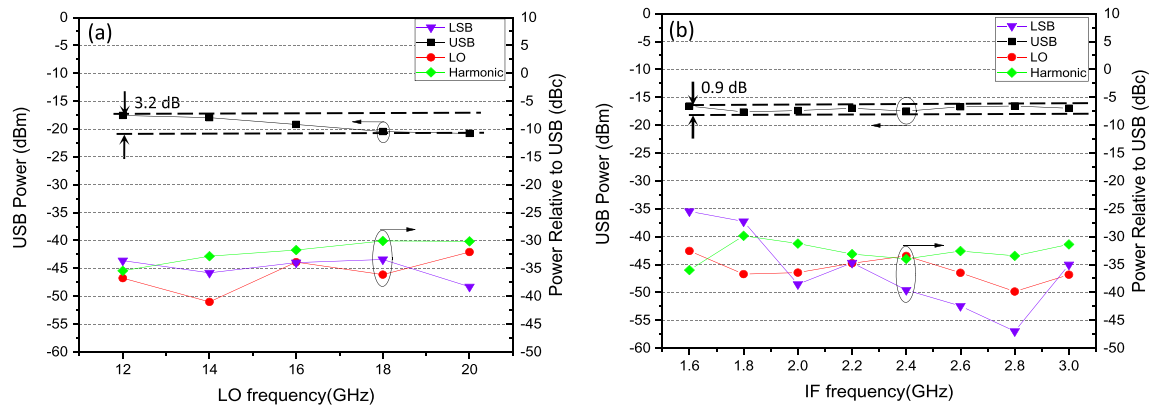 (a)
3.2 dB
LSB
USB
LO
Harmonic
USB Power (dBm)
0
-5
-10
-15
-20
-25
-30
-35
-40
-45
-50
-55
-60
10
5
0
-5
-10
-15
-20
-25
-30
-35
-40
-45
-50
Power Relative to USB (dBc)
12 14 16 18 20
LO frequency(GHz)
(b)
0.9 dB
LSB
USB
LO
Harmonic
USB Power (dBm)
0
-5
-10
-15
-20
-25
-30
-35
-40
-45
-50
-55
-60
10
5
0
-5
-10
-15
-20
-25
-30
-35
-40
-45
-50
Power Relative to USB (dBc)
1.6 1.8 2.0 2.2 2.4 2.6 2.8 3.0
IF frequency(GHz)